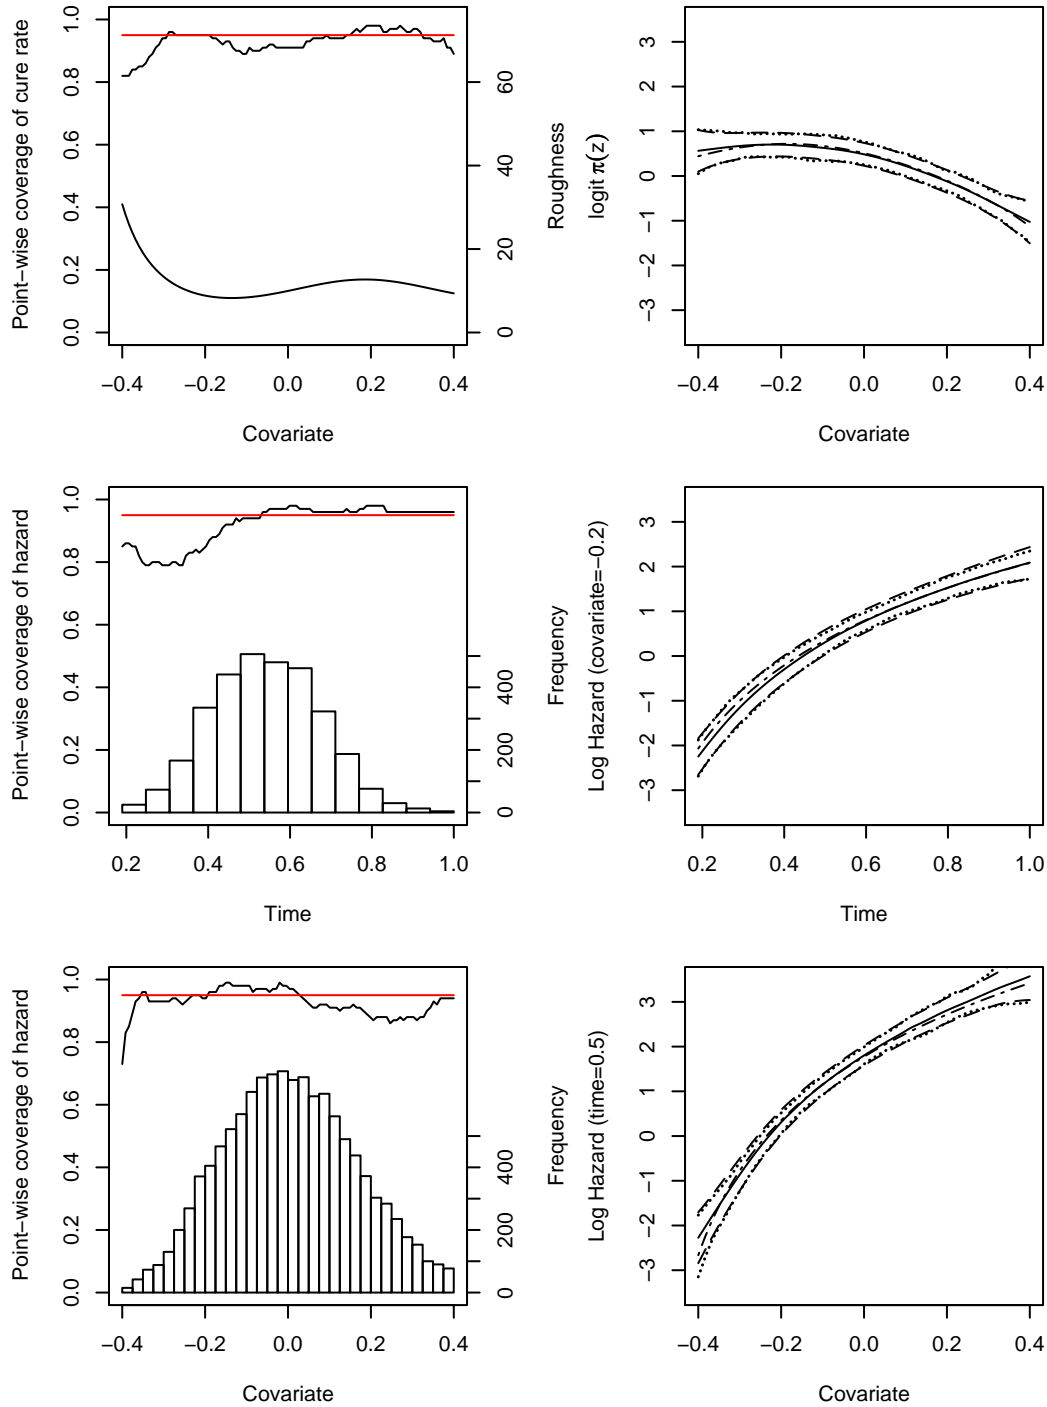 Point−wise coverage of cure rate
0.0 0.2 0.4 0.6 0.8 1.0
0 20 40 60
Roughness
−0.4 −0.2 0.0 0.2 0.4
Covariate
logit π(z)
−3 −2 −1 0 1 2 3
−0.4 −0.2 0.0 0.2 0.4
Covariate
Point−wise coverage of hazard
0.0 0.2 0.4 0.6 0.8 1.0
0 200 400
Frequency
0.2 0.4 0.6 0.8 1.0
Time
Log Hazard (covariate=−0.2)
−3 −2 −1 0 1 2 3
0.2 0.4 0.6 0.8 1.0
Time
Point−wise coverage of hazard
0.0 0.2 0.4 0.6 0.8 1.0
0 200 400
Frequency
−0.4 −0.2 0.0 0.2 0.4
Covariate
Log Hazard (time=0.5)
−3 −2 −1 0 1 2 3
−0.4 −0.2 0.0 0.2 0.4
Covariate